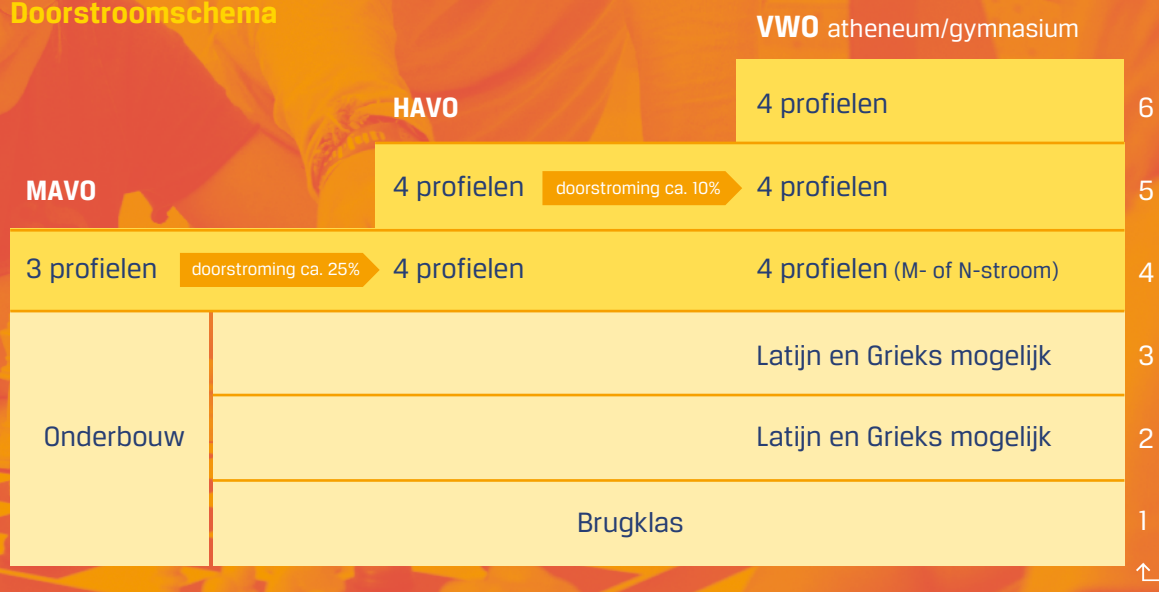 Doorstroomschema
VWO atheneum/gymnasium
HAVO
4 profielen
6
MAVO
4 profielen
doorstroming ca. 10%
4 profielen
5
3 profielen
doorstroming ca. 25%
4 profielen
4 profielen (M- of N-stroom)
4
Latijn en Grieks mogelijk
3
Onderbouw
Latijn en Grieks mogelijk
2
Brugklas
1